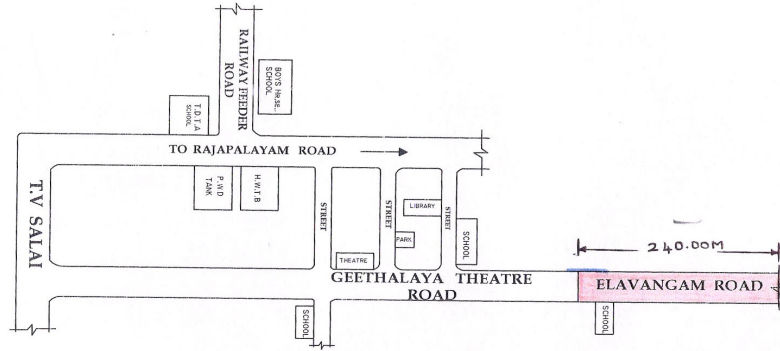 RAILWAY FEEDER
ROAD
BOYS Hr.se.,
SCHOOL
T.D.T.A
SCHOOL
TO RAJAPALAYAM ROAD
T.V SALAI
P.W.D
TANK
H.W.T.B
STREET
STREET
STREET
LIBRARY
PARK
SCHOOL
THEATRE
240.00M
GEETHALAYA THEATRE
ROAD
ELAVANGAM ROAD
SCHOOL
SCHOOL